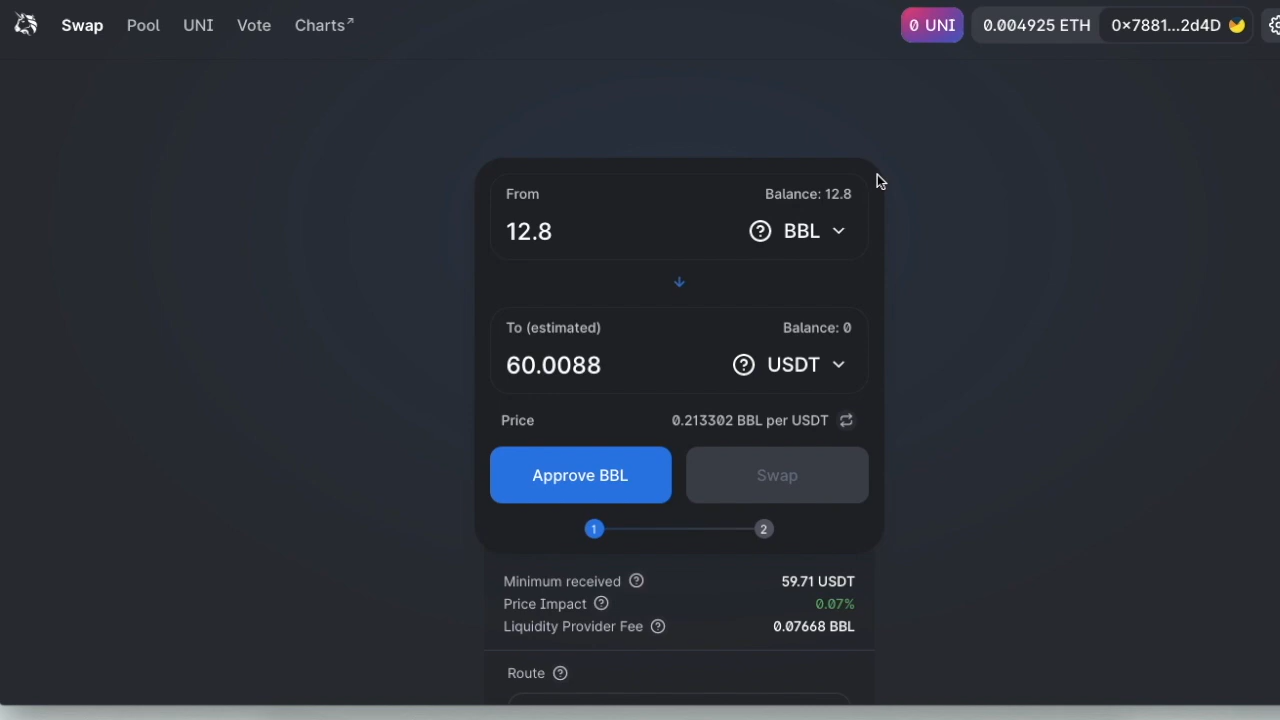 Swap Pool UNI Vote Charts↗ 0 UNI 0.004925 ETH 0×7881...2d4D
From Balance: 12.8
12.8 ? BBL
To (estimated) Balance: 0
60.0088 ? USDT
Price 0.213302 BBL per USDT
Approve BBL Swap
1 2
Minimum received ? 59.71 USDT
Price Impact ? 0.07%
Liquidity Provider Fee ? 0.07668 BBL
Route ?